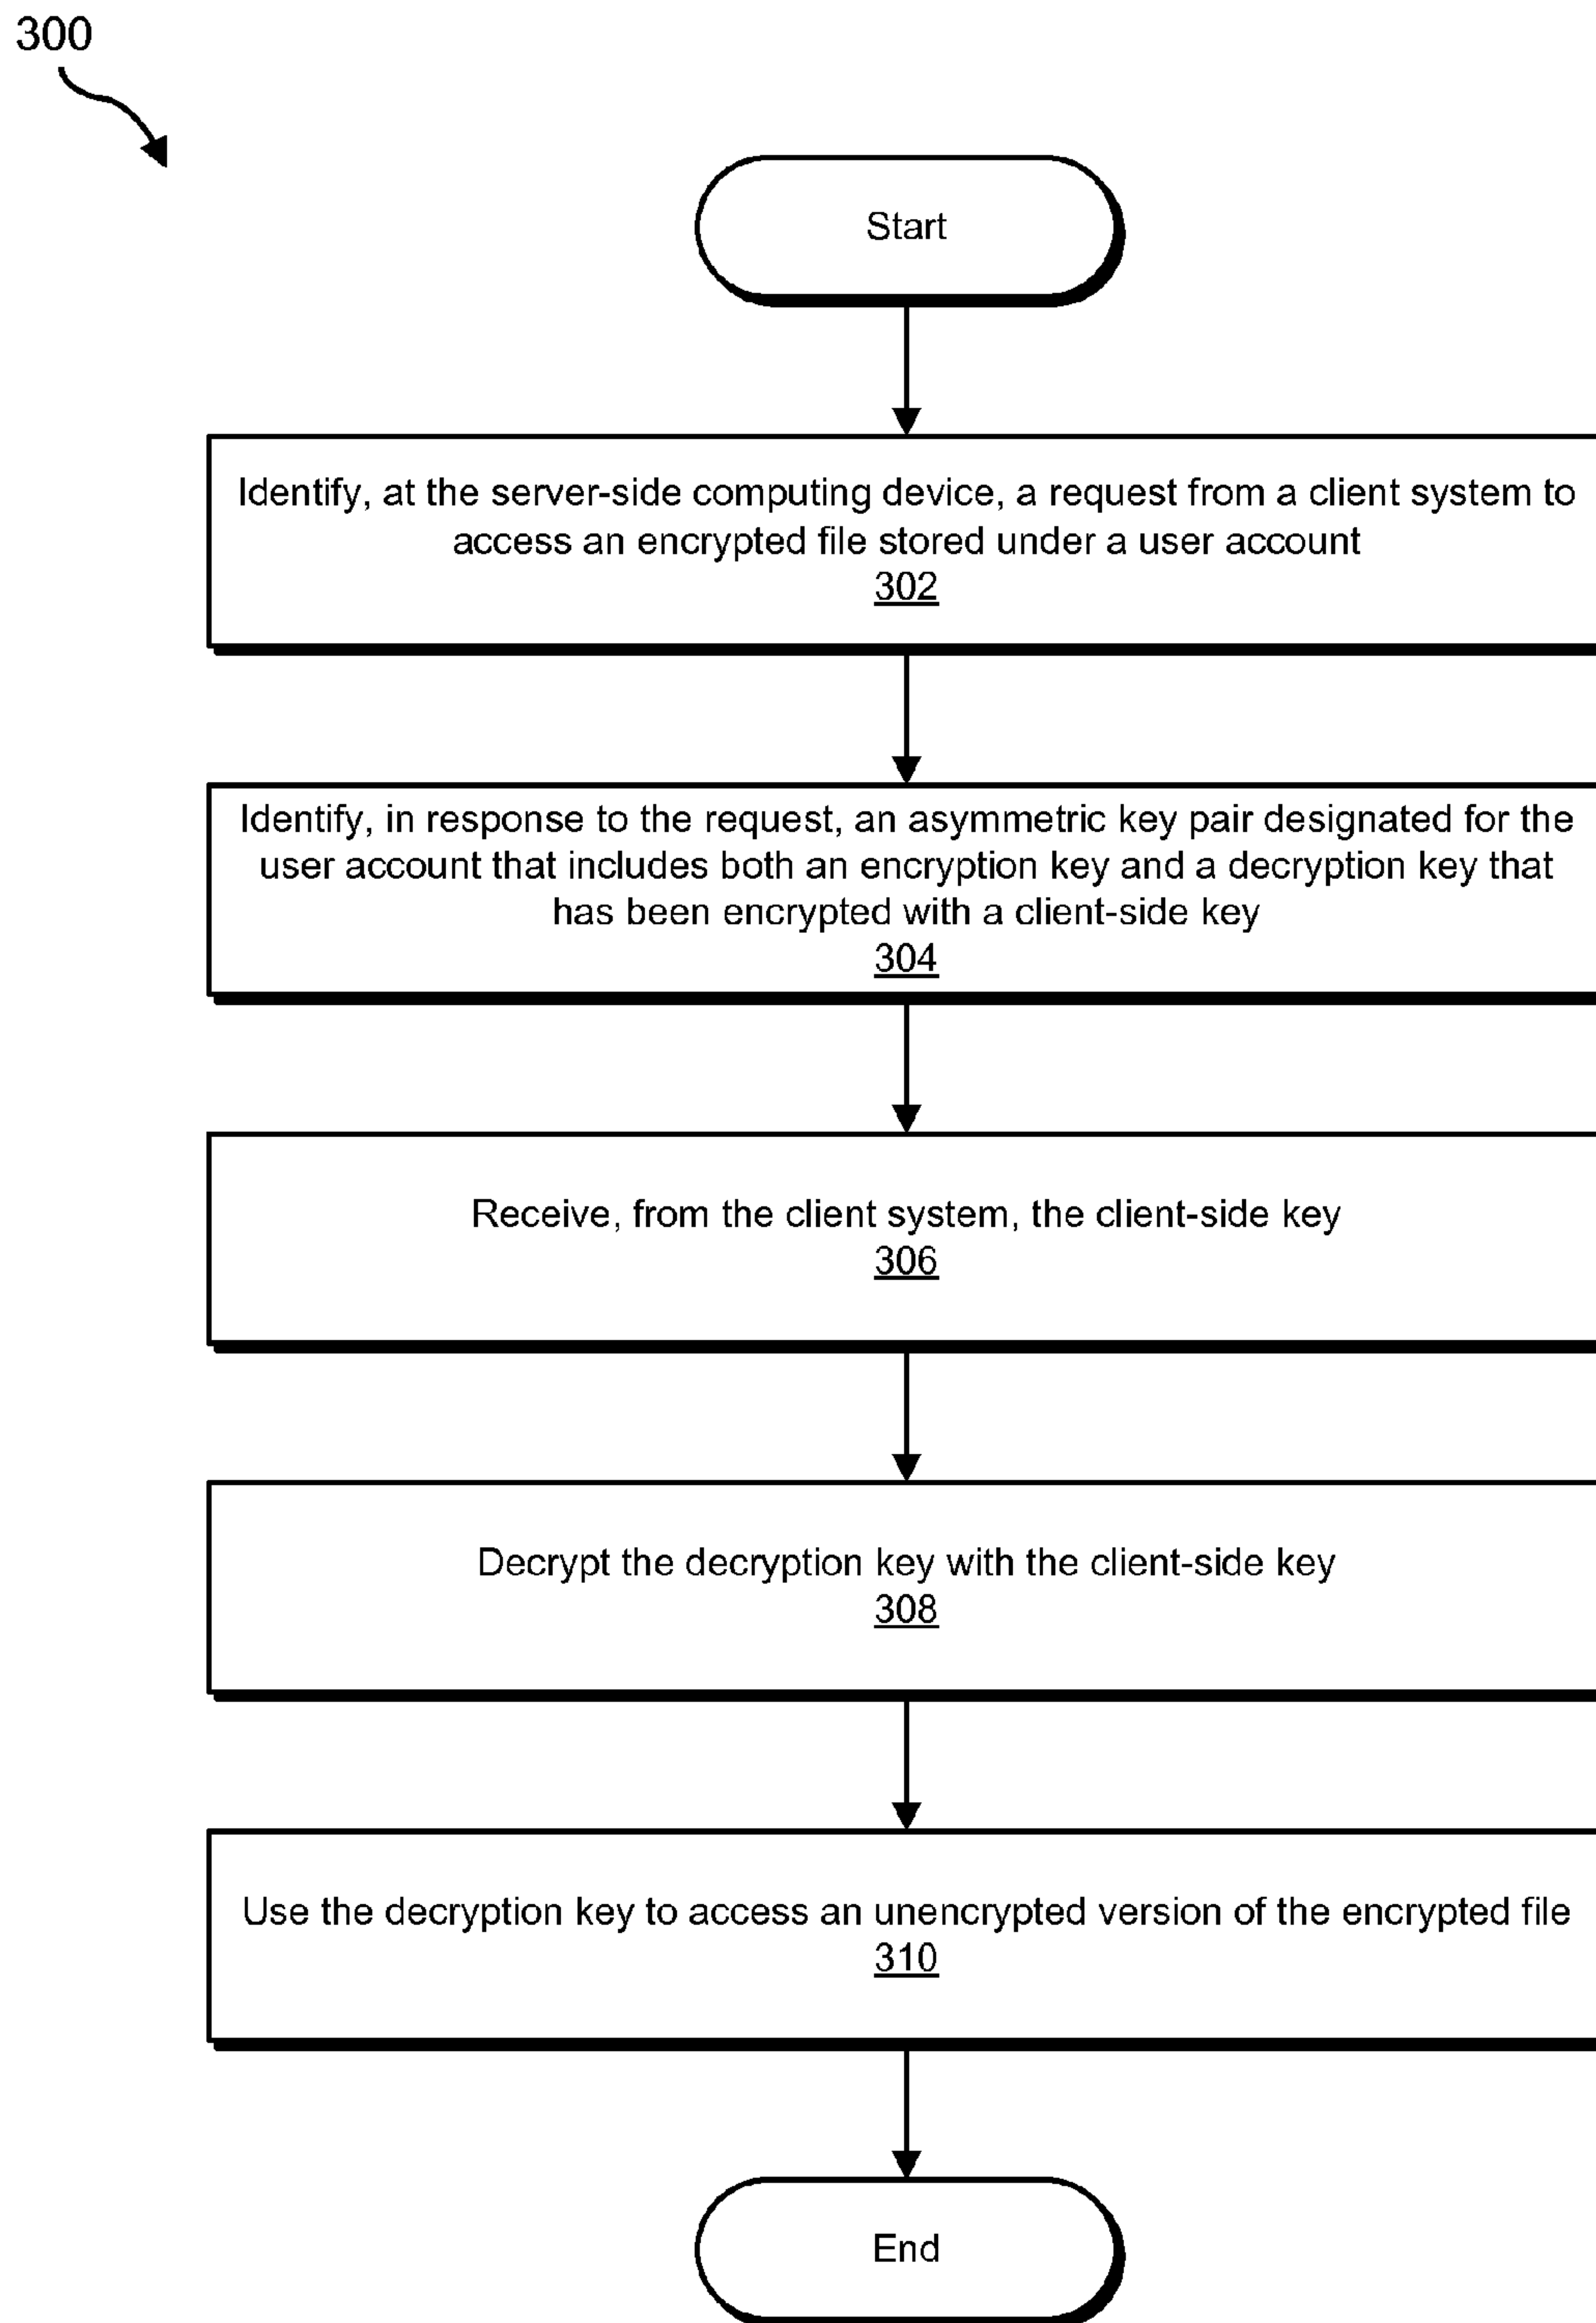 300
Start
Identify, at the server-side computing device, a request from a client system to
access an encrypted file stored under a user account
302
Identify, in response to the request, an asymmetric key pair designated for the
user account that includes both an encryption key and a decryption key that
has been encrypted with a client-side key
304
Receive, from the client system, the client-side key
306
Decrypt the decryption key with the client-side key
308
Use the decryption key to access an unencrypted version of the encrypted file
310
End